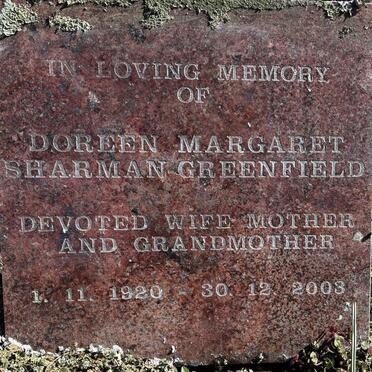 IN LOVING MEMORY
OF
DOREEN MARGARET
SHARMAN-GREENFIELD
DEVOTED WIFE MOTHER
AND GRANDMOTHER
1. 11. 1920 - 30. 12. 2003